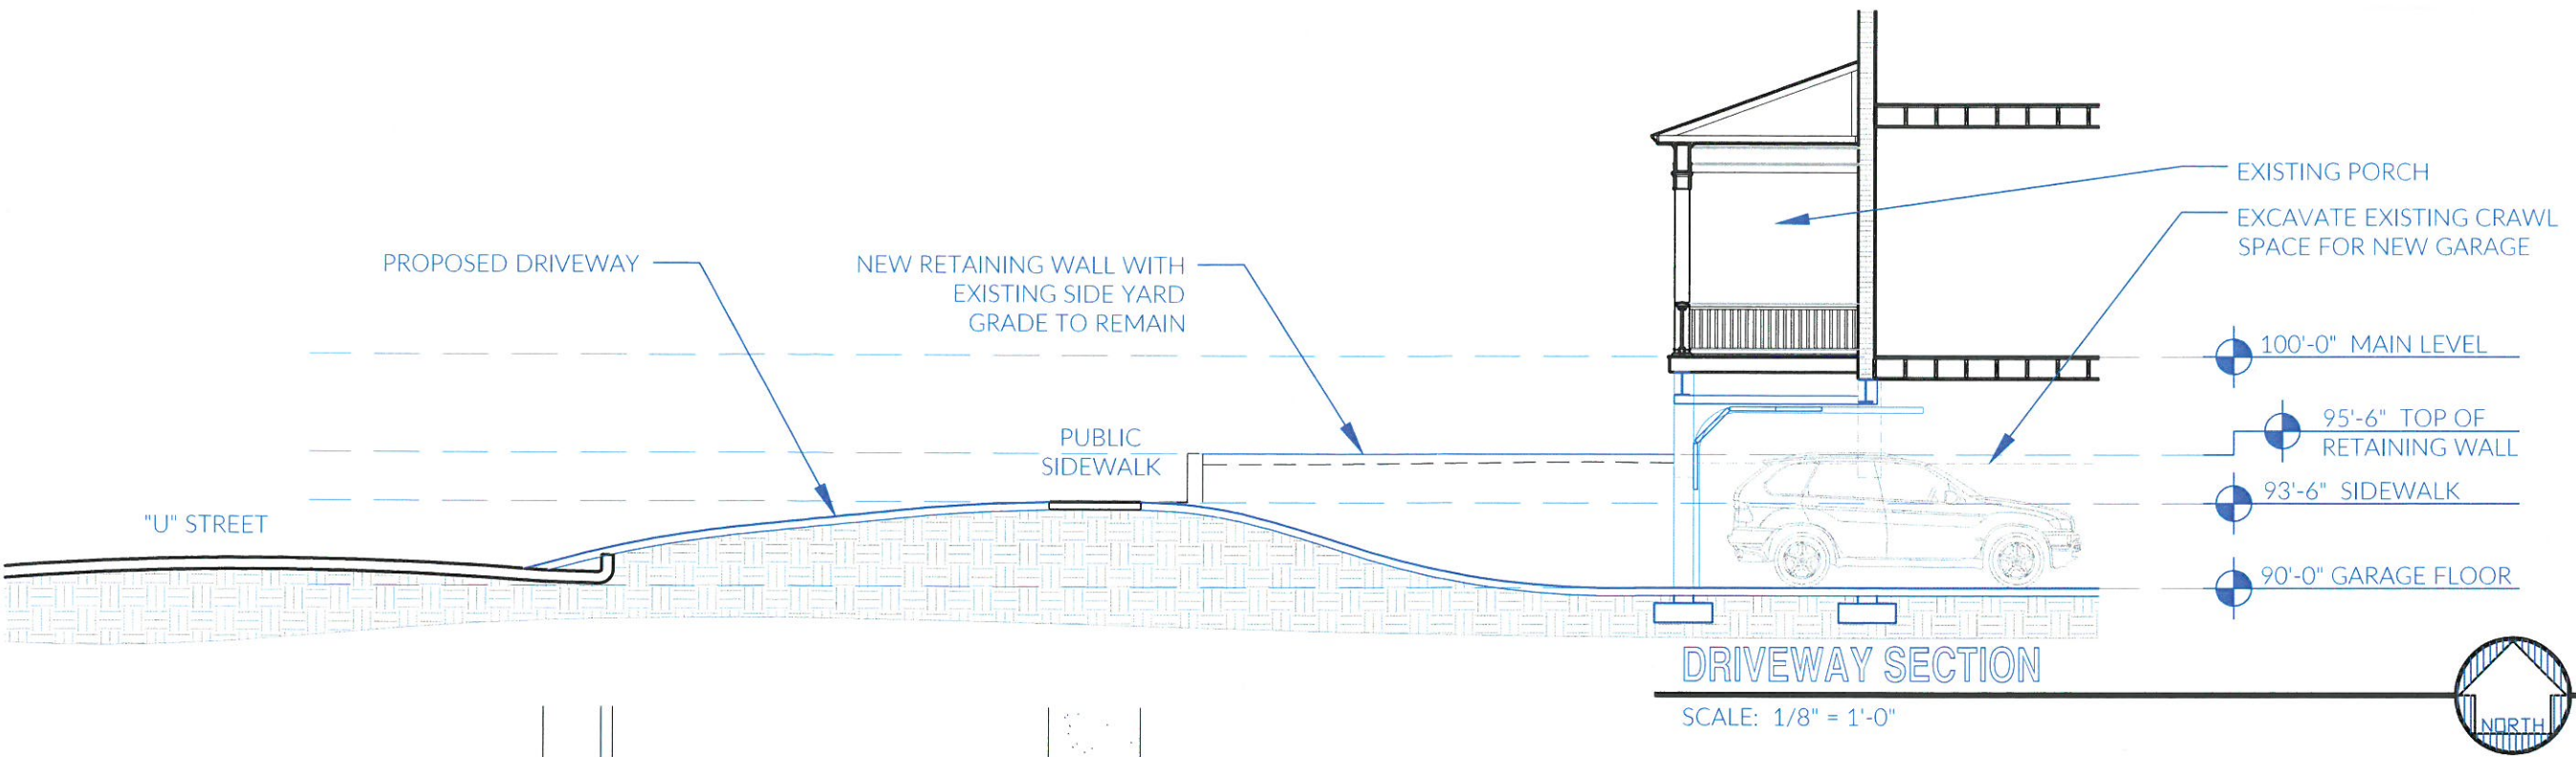 EXISTING PORCH
EXCAVATE EXISTING CRAWL
SPACE FOR NEW GARAGE
PROPOSED DRIVEWAY
NEW RETAINING WALL WITH
EXISTING SIDE YARD
GRADE TO REMAIN
100'-0" MAIN LEVEL
95'-6" TOP OF
RETAINING WALL
PUBLIC
SIDEWALK
93'-6" SIDEWALK
"U" STREET
90'-0" GARAGE FLOOR
DRIVEWAY SECTION
SCALE: 1/8" = 1'-0"
NORTH